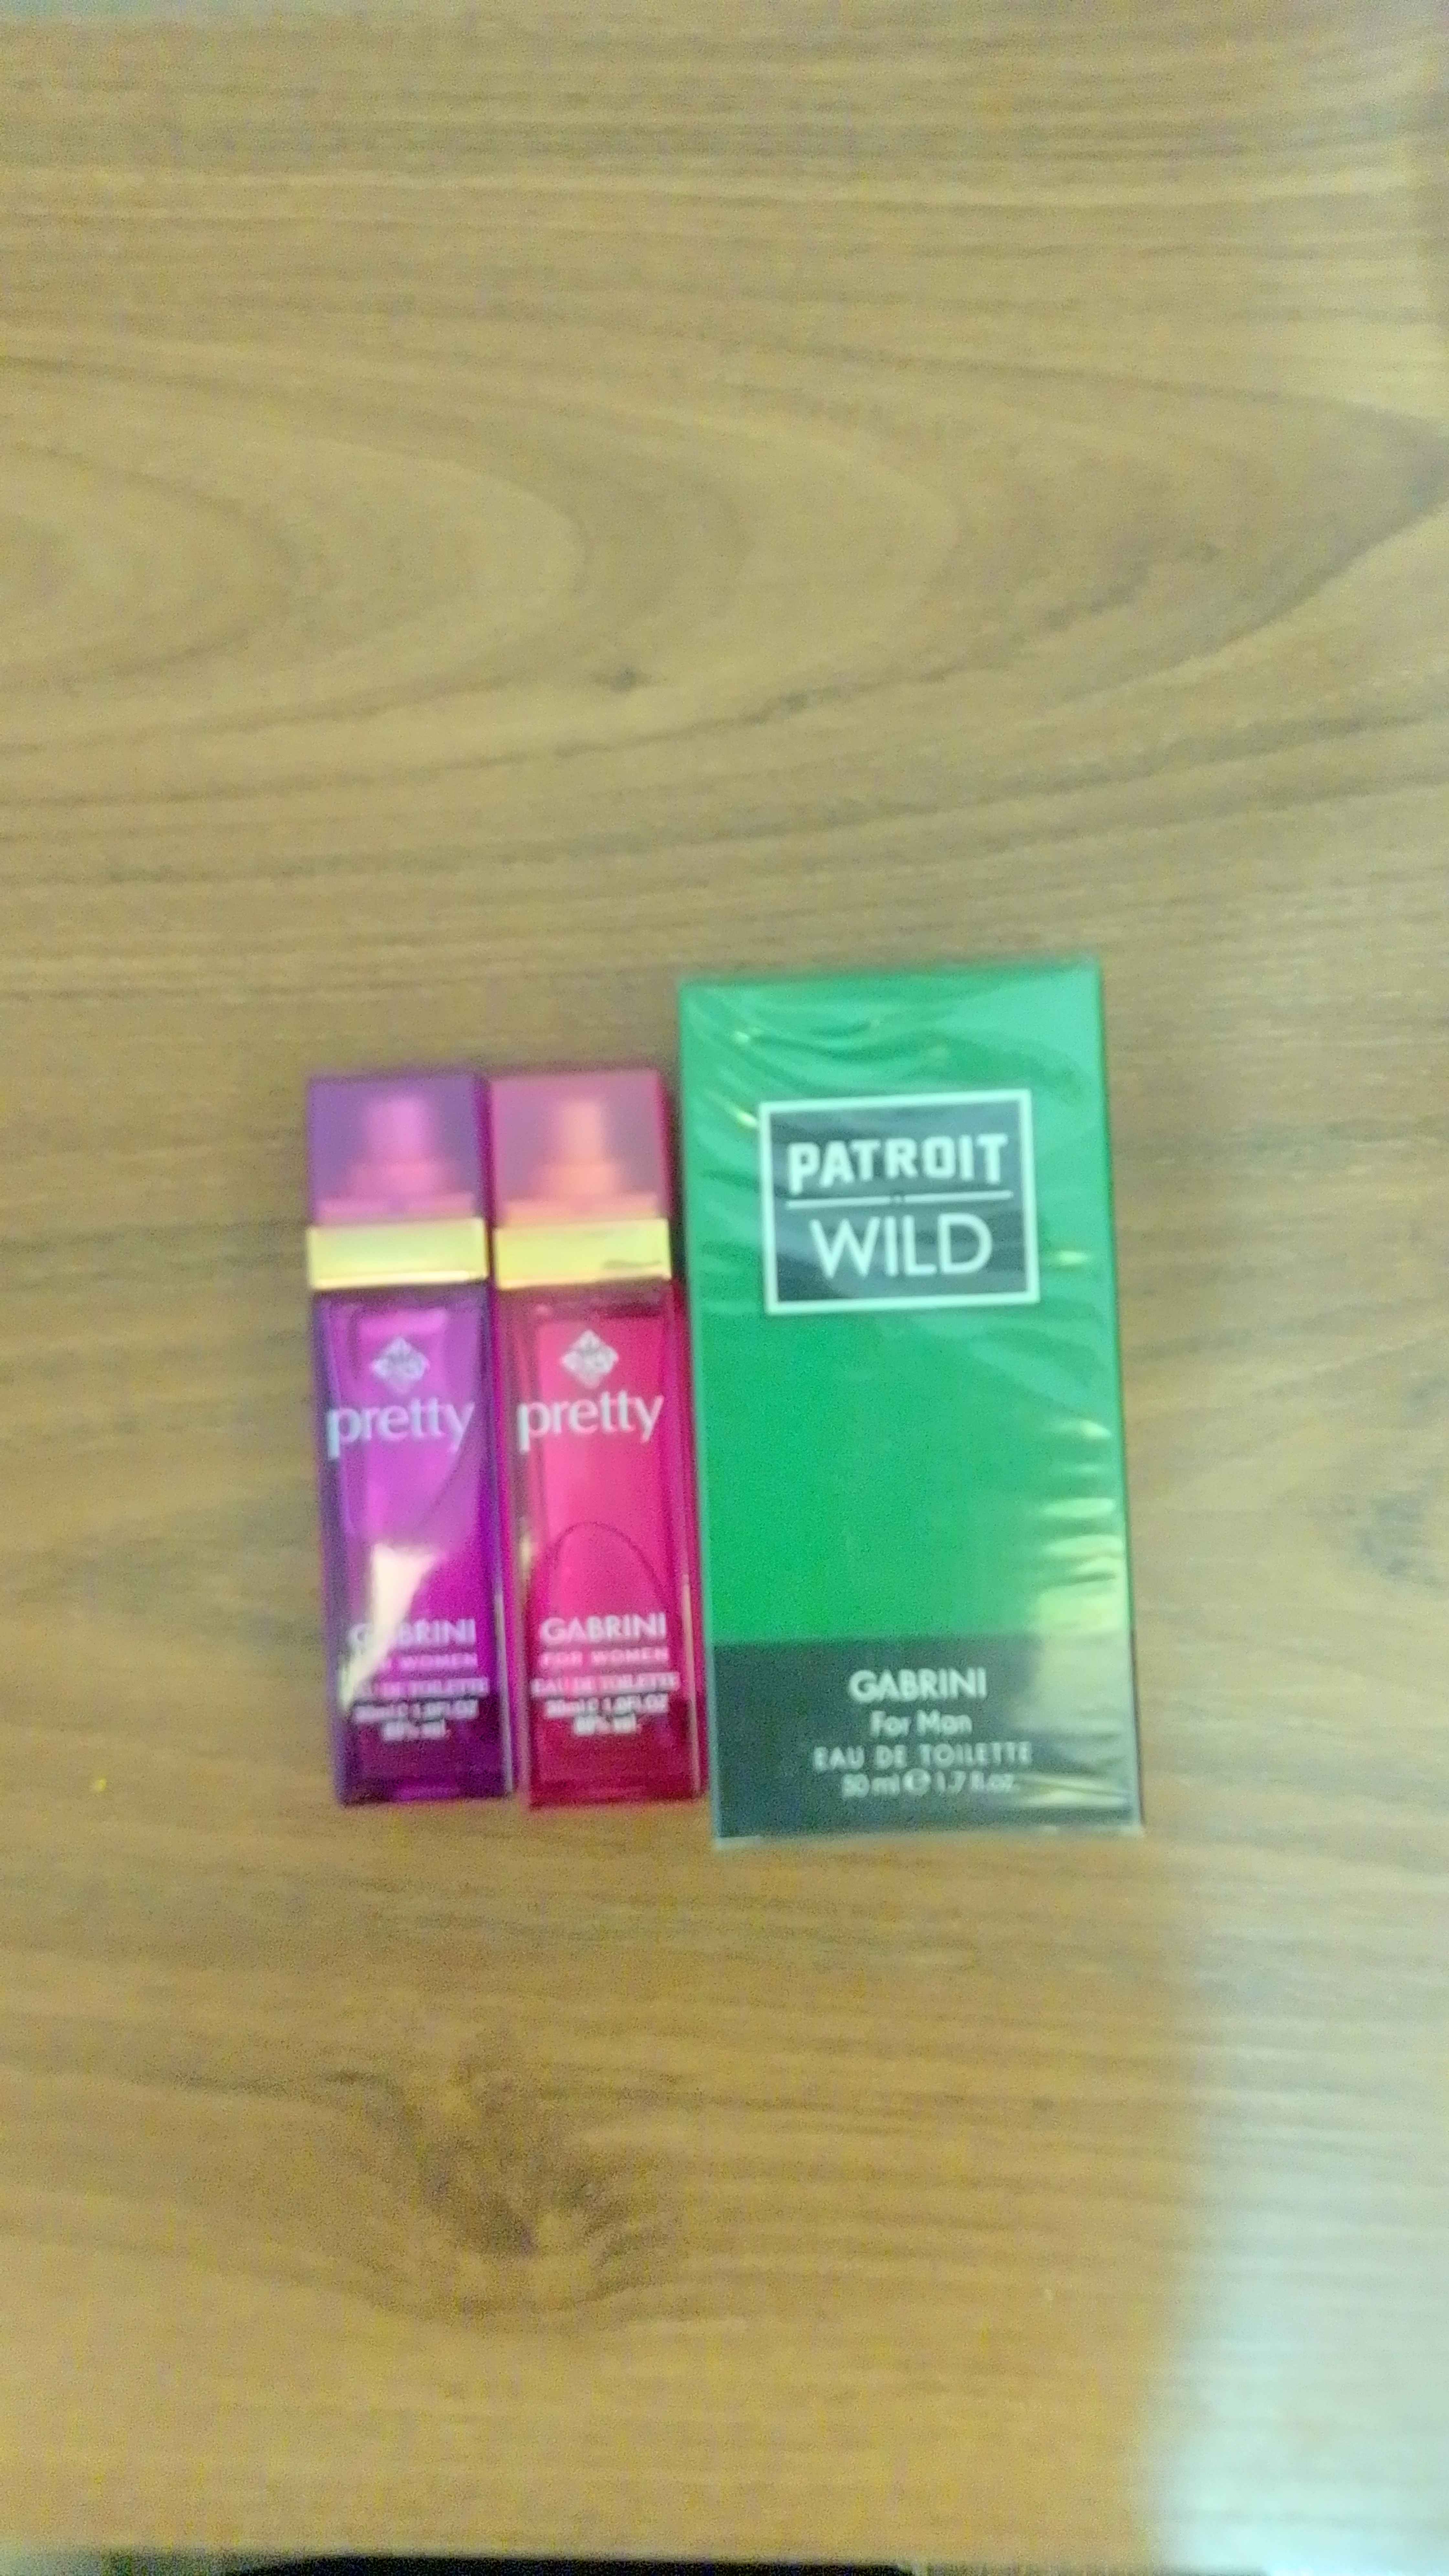 pretty
GABRINI
FOR WOMEN
EAU DE TOILETTE
pretty
GABRINI
FOR WOMEN
EAU DE TOILETTE
PATROIT
WILD
GABRINI
For Man
EAU DE TOILETTE
50 ml e 1.7 fl.oz.